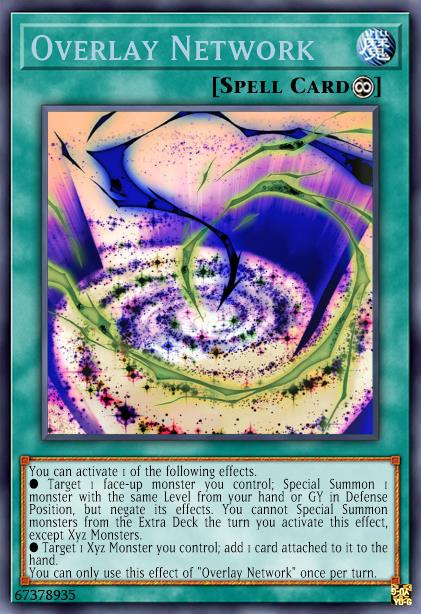 OVERLAY NETWORK
魔
[SPELL CARD]
You can activate 1 of the following effects.
● Target 1 face-up monster you control; Special Summon 1
monster with the same Level from your hand or GY in Defense
Position, but negate its effects. You cannot Special Summon
monsters from the Extra Deck the turn you activate this effect,
except Xyz Monsters.
● Target 1 Xyz Monster you control; add 1 card attached to it to the
hand.
You can only use this effect of "Overlay Network" once per turn.
67378935